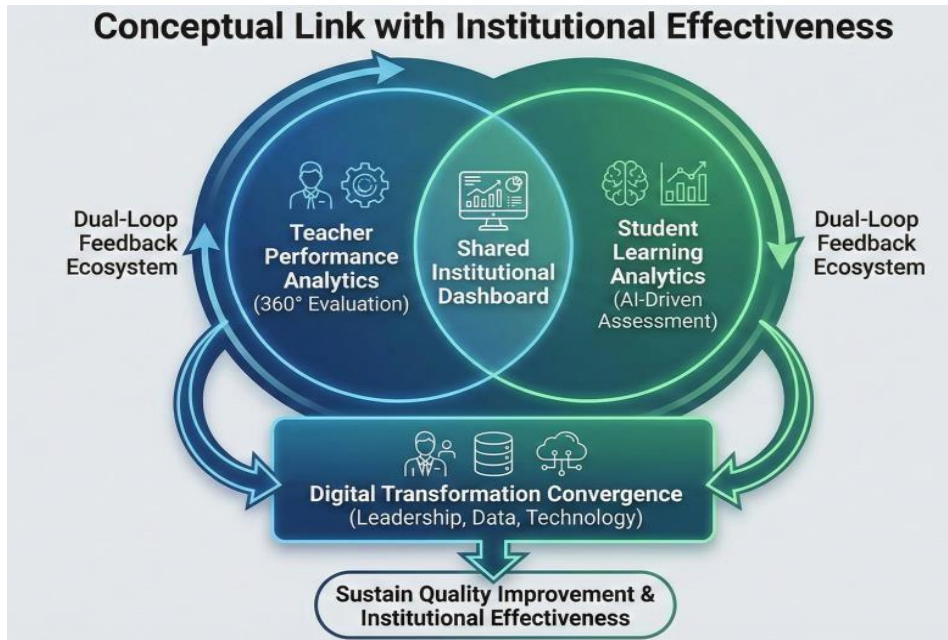 Conceptual Link with Institutional Effectiveness
Dual-Loop
Feedback
Ecosystem
Teacher
Performance
Analytics
(360° Evaluation)
Shared
Institutional
Dashboard
Student
Learning
Analytics
(AI-Driven
Assessment)
Dual-Loop
Feedback
Ecosystem
Digital Transformation Convergence
(Leadership, Data, Technology)
Sustain Quality Improvement &
Institutional Effectiveness